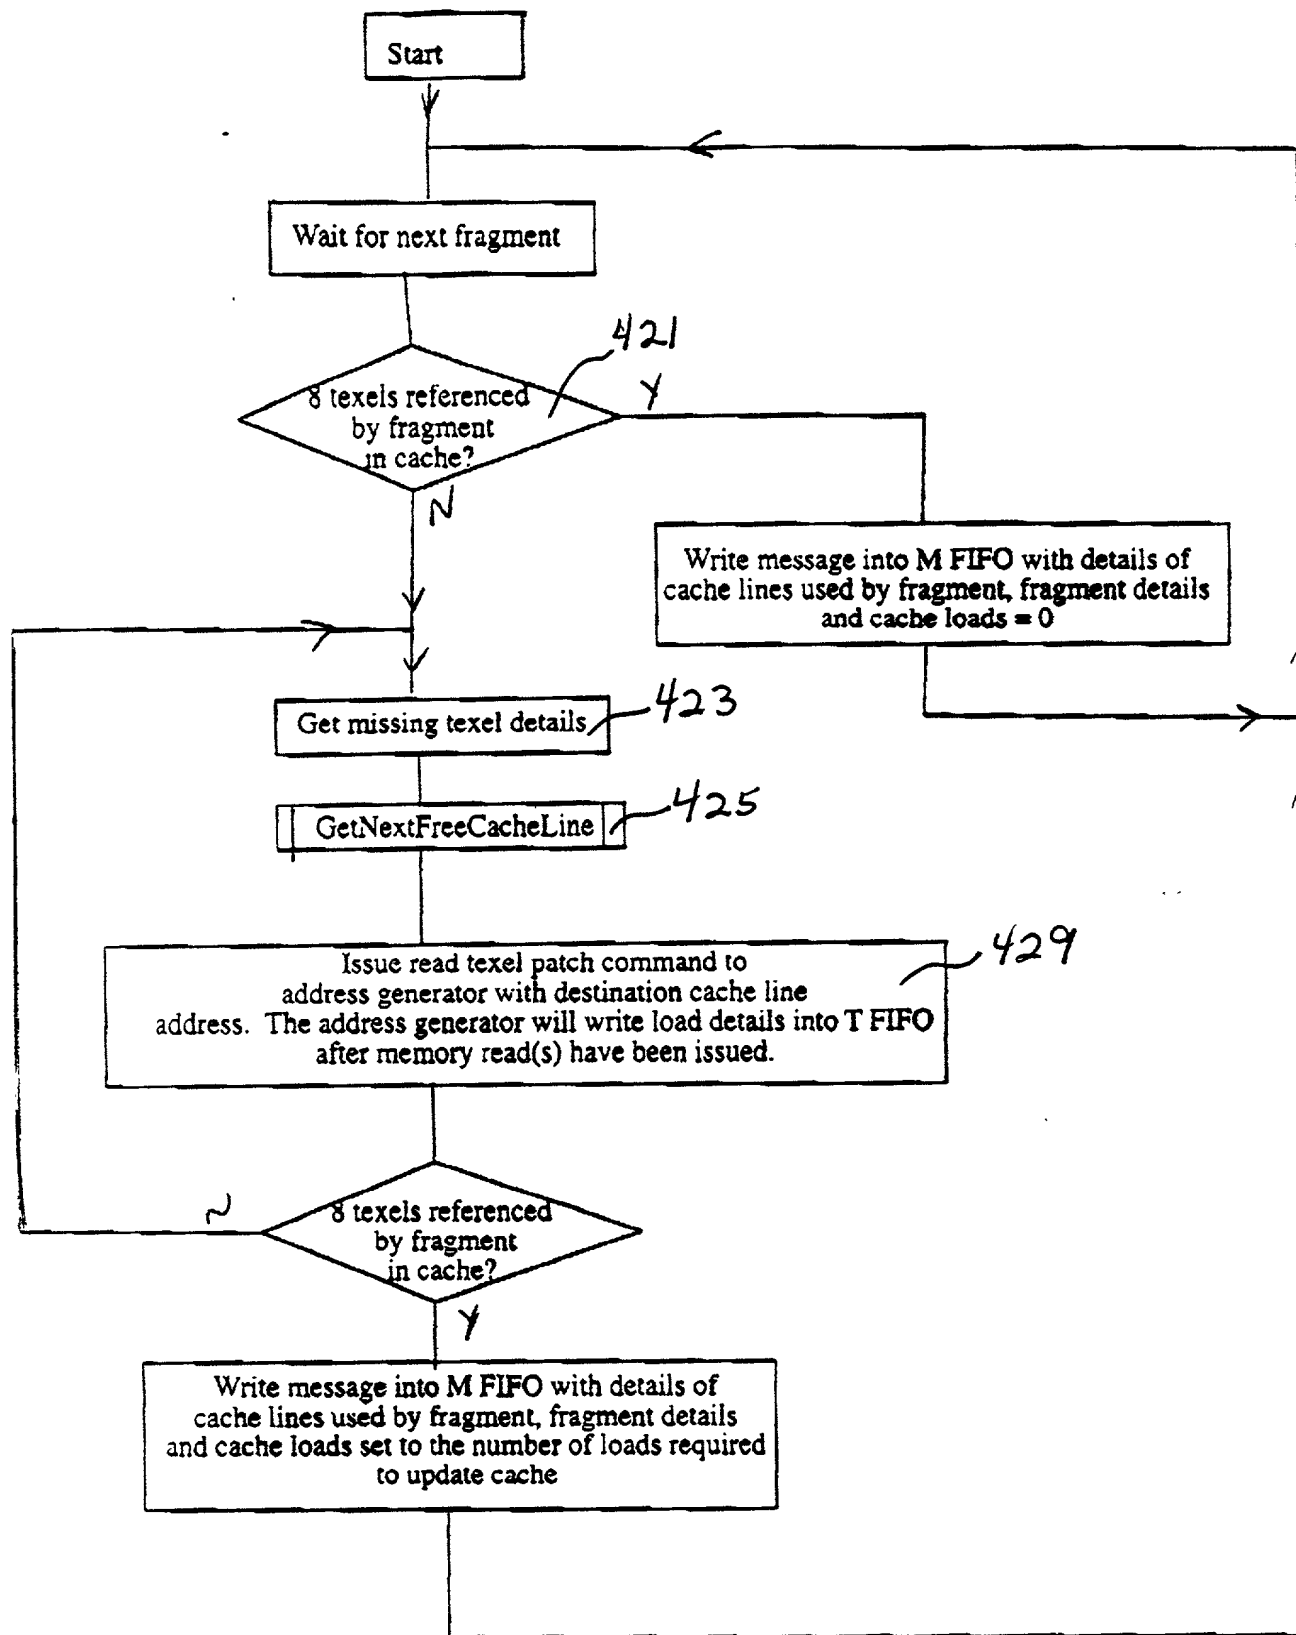 Start
Wait for next fragment
421
8 texels referenced
by fragment
in cache?
Y
N
Write message into M FIFO with details of
cache lines used by fragment, fragment details
and cache loads = 0
Get missing texel details
423
GetNextFreeCacheLine
425
Issue read texel patch command to
address generator with destination cache line
address. The address generator will write load details into T FIFO
after memory read(s) have been issued.
429
8 texels referenced
by fragment
in cache?
N
Y
Write message into M FIFO with details of
cache lines used by fragment, fragment details
and cache loads set to the number of loads required
to update cache